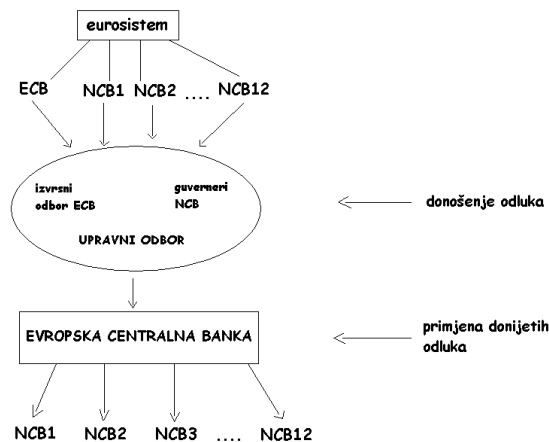 eurosistem
ECB NCB1 NCB2 .... NCB12
izvrsni
odbor ECB
guverneri
NCB
UPRAVNI ODBOR
donošenje odluka
EVROPSKA CENTRALNA BANKA
primjena donijetih
odluka
NCB1 NCB2 NCB3 .... NCB12